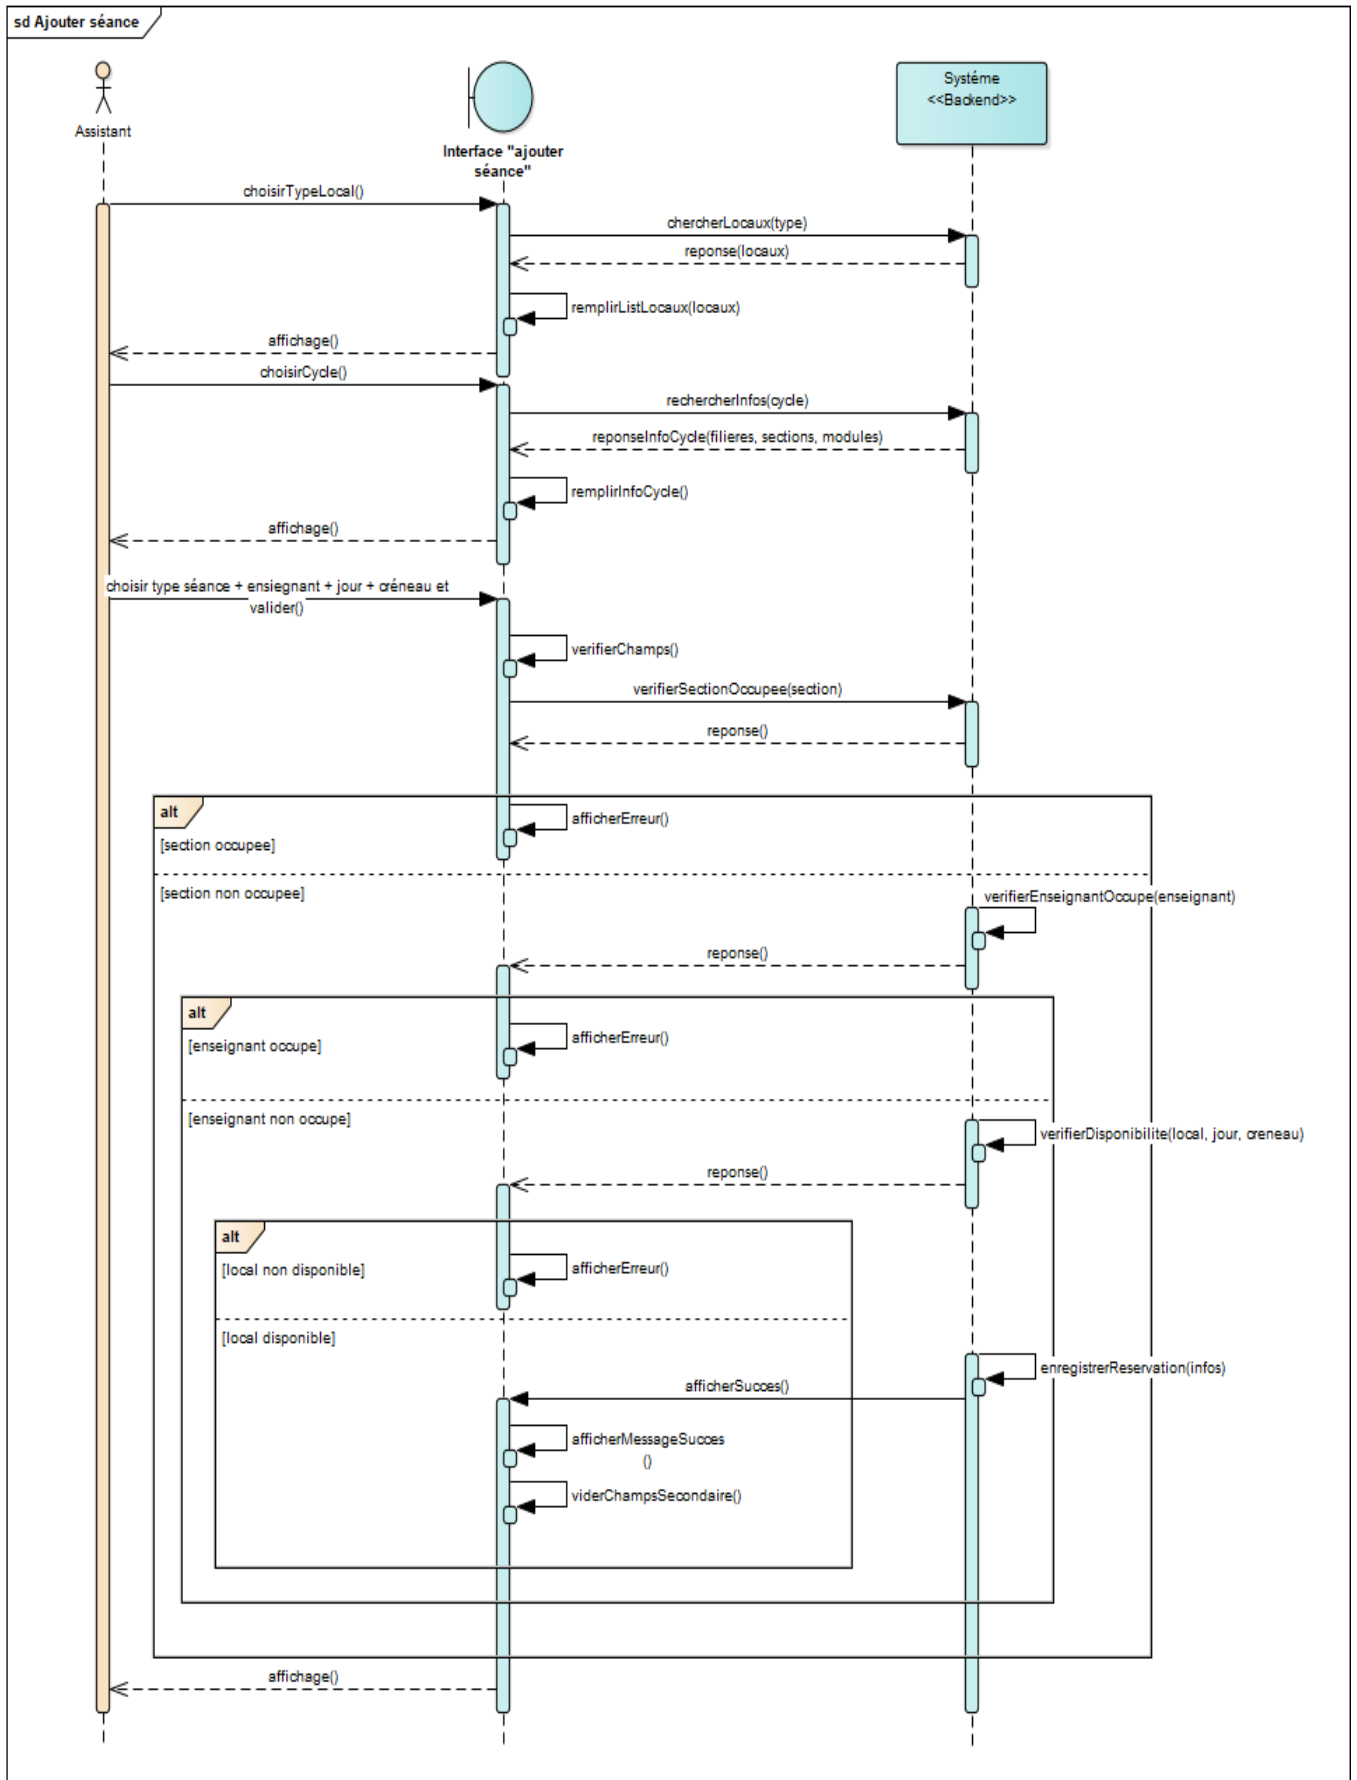 sd Ajouter séance
Assistant
Interface "ajouter
séance"
Systéme
<<Backend>>
choisirTypeLocal()
chercherLocaux(type)
reponse(locaux)
remplirListLocaux(locaux)
affichage()
choisirCycle()
rechercherInfos(cycle)
reponseInfoCycle(filieres, sections, modules)
remplirInfoCycle()
affichage()
choisir type séance + ensiegnant + jour + créneau et
valider()
verifierChamps()
verifierSectionOccupee(section)
reponse()
alt
afficherErreur()
[section occupee]
[section non occupee]
verifierEnseignantOccupe(enseignant)
reponse()
alt
afficherErreur()
[enseignant occupe]
[enseignant non occupe]
verifierDisponibilite(local, jour, creneau)
reponse()
alt
[local non disponible]
afficherErreur()
[local disponible]
enregistrerReservation(infos)
afficherSucces()
afficherMessageSucces
()
viderChampsSecondaire()
affichage()